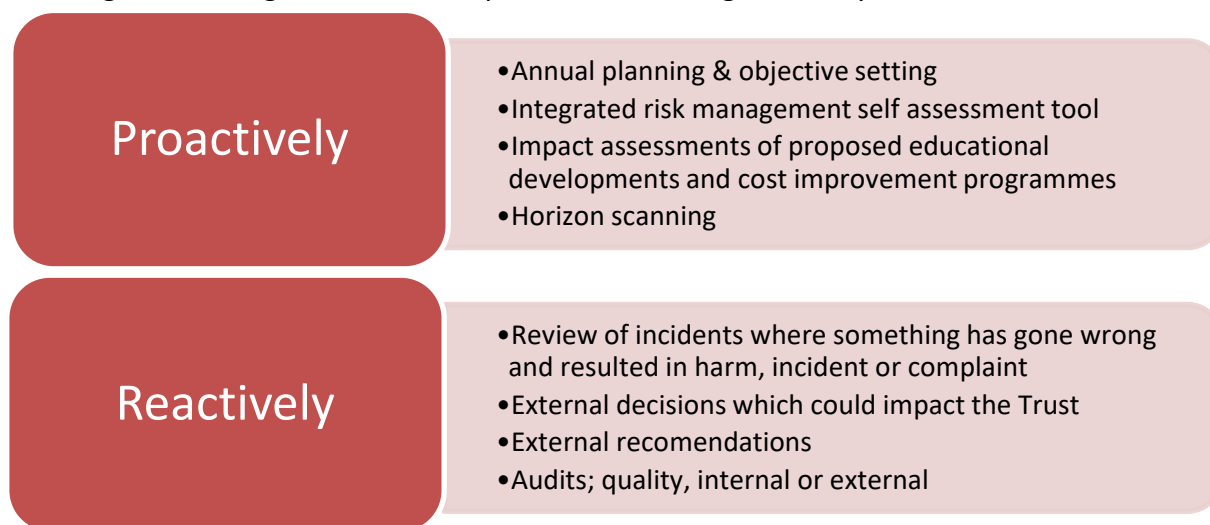 Proactively
•Annual planning & objective setting
•Integrated risk management self assessment tool
•Impact assessments of proposed educational
developments and cost improvement programmes
•Horizon scanning
Reactively
•Review of incidents where something has gone wrong
and resulted in harm, incident or complaint
•External decisions which could impact the Trust
•External recomendations
•Audits; quality, internal or external